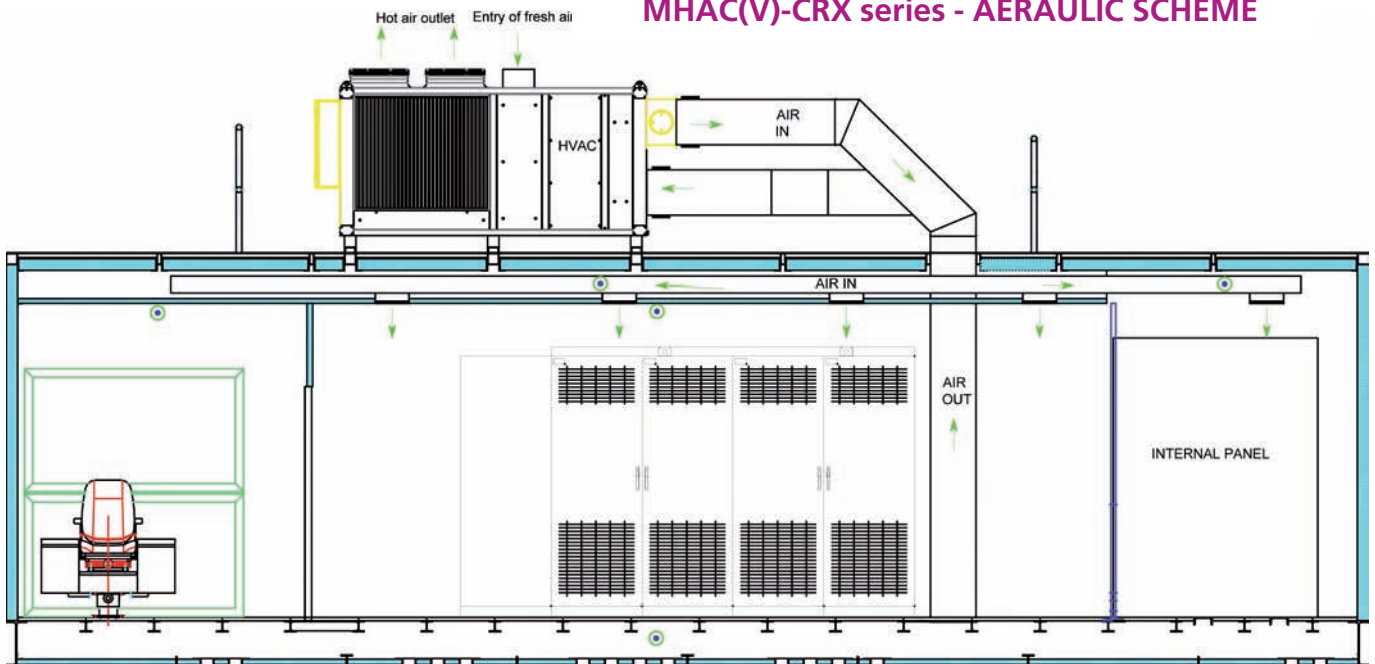 MHAC(V)-CRX series - AERAULIC SCHEME
Hot air outlet
Entry of fresh air
AIR
IN
HVAC
AIR IN
AIR
OUT
INTERNAL PANEL